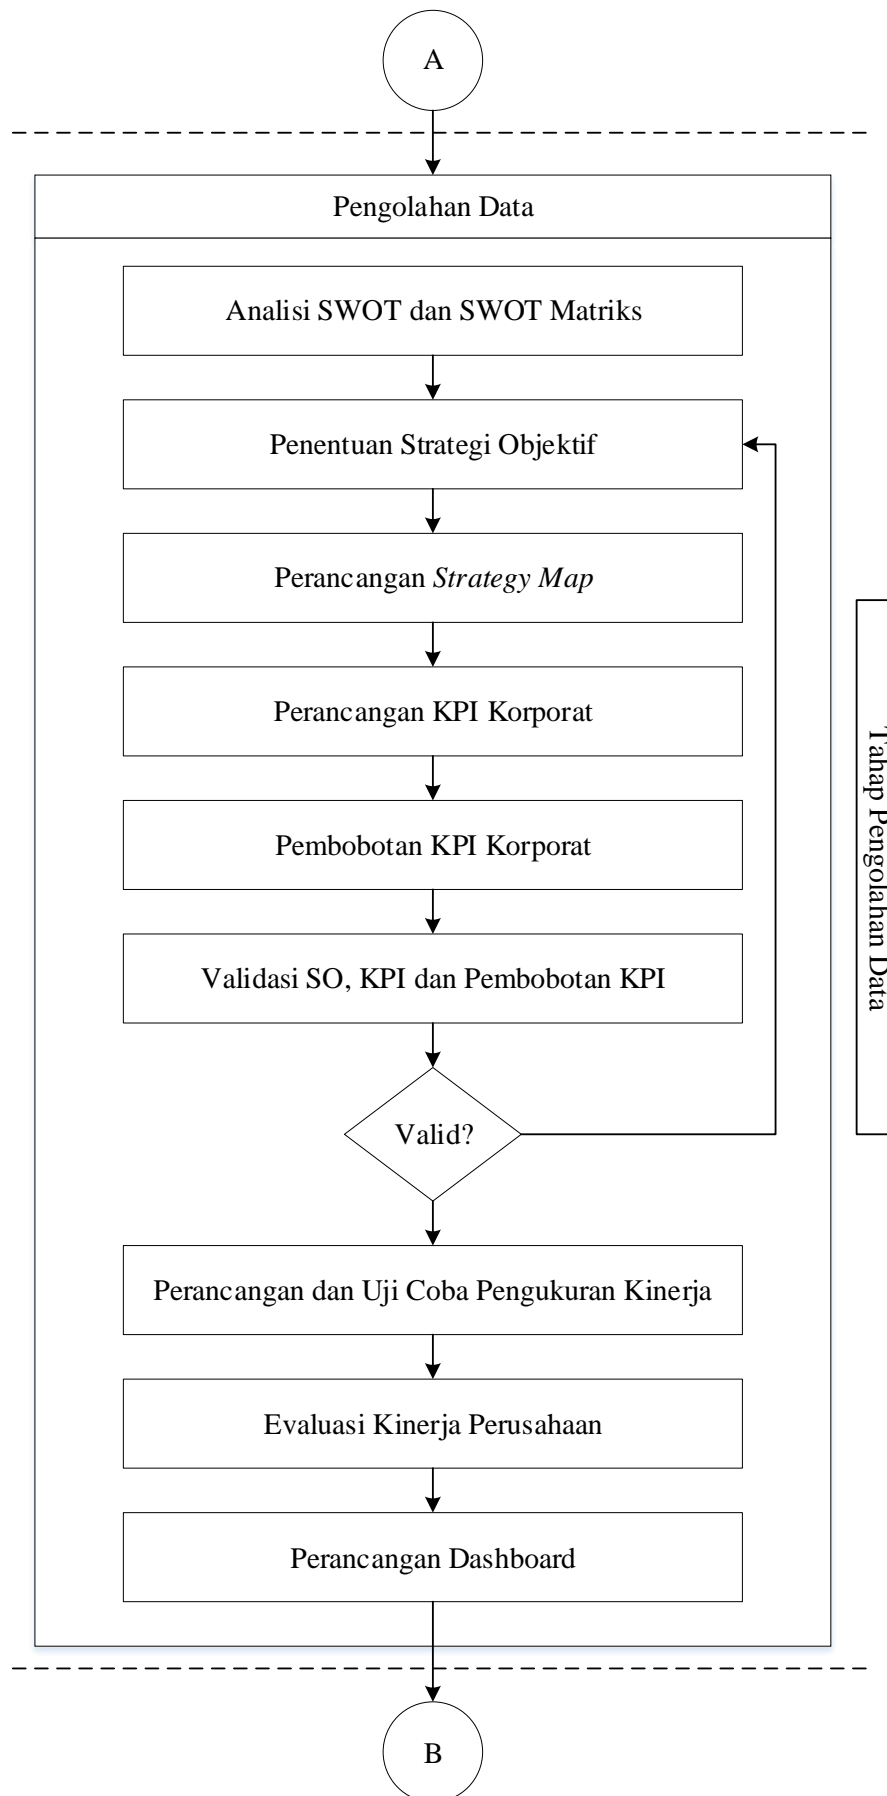 A
Pengolahan Data
Analisi SWOT dan SWOT Matriks
Penentuan Strategi Objektif
Perancangan Strategy Map
Perancangan KPI Korporat
Pembobotan KPI Korporat
Validasi SO, KPI dan Pembobotan KPI
Valid?
Perancangan dan Uji Coba Pengukuran Kinerja
Evaluasi Kinerja Perusahaan
Perancangan Dashboard
B
Tahap Pengolahan Data